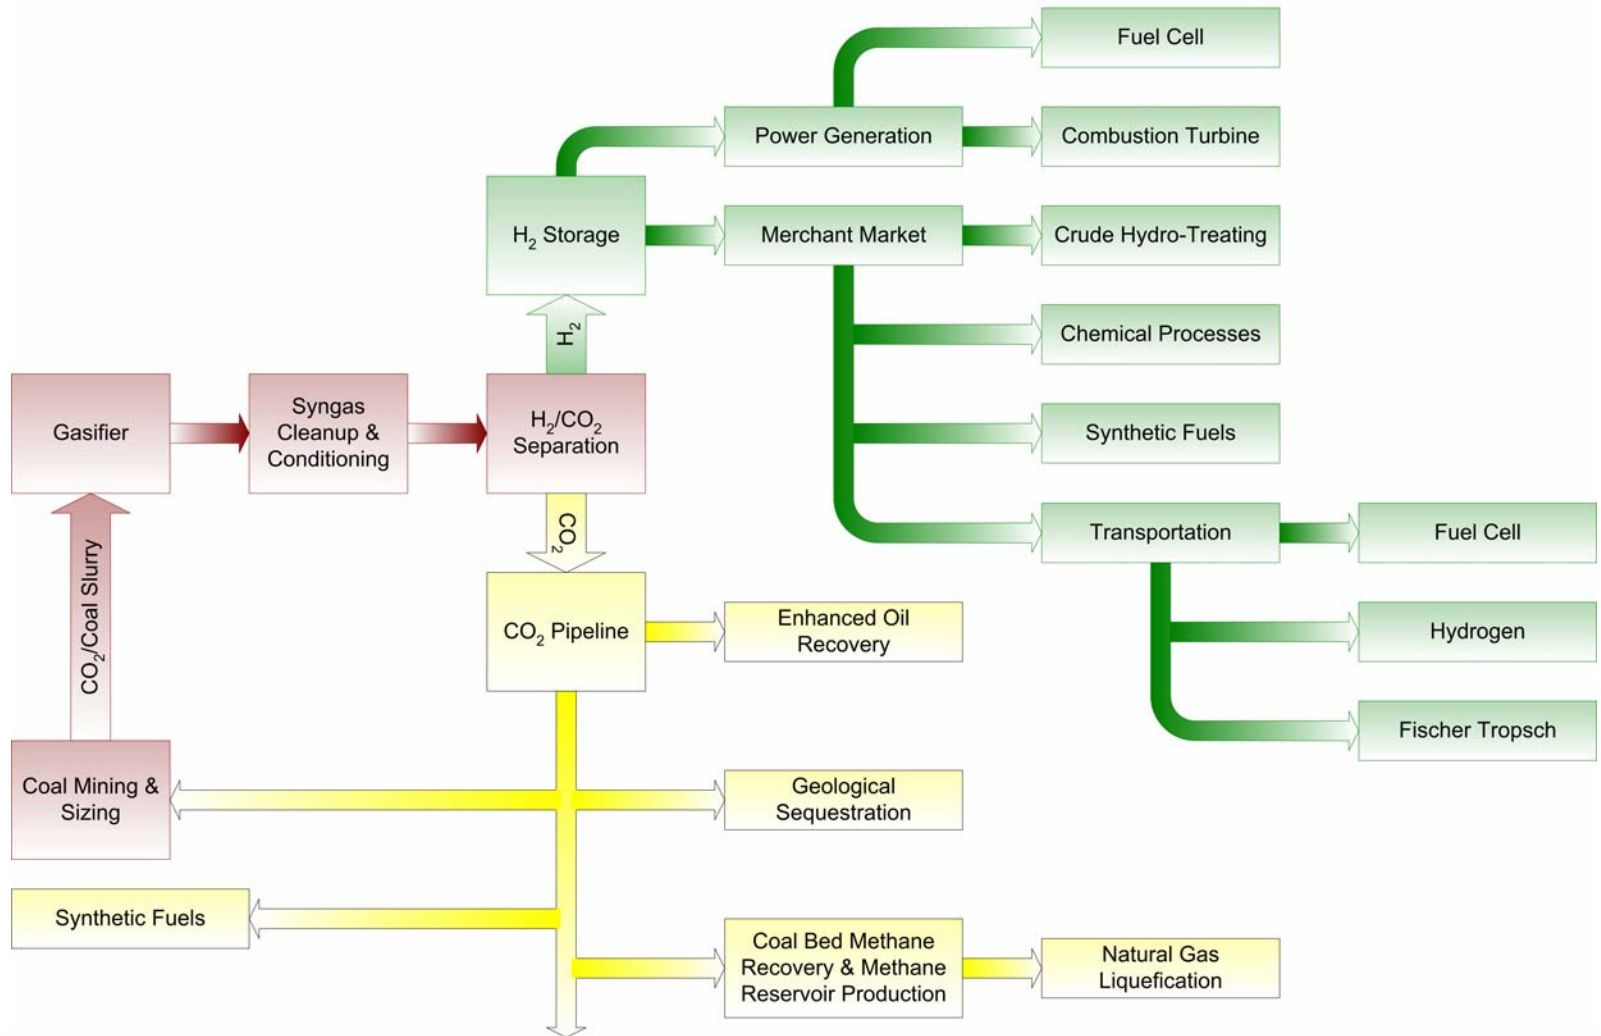 Fuel Cell
Power Generation
Combustion Turbine
H₂ Storage
Merchant Market
Crude Hydro-Treating
H₂
Chemical Processes
Gasifier
Syngas
Cleanup &
Conditioning
H₂/CO₂
Separation
Synthetic Fuels
CO₂
Transportation
Fuel Cell
CO₂/Coal Slurry
CO₂ Pipeline
Enhanced Oil
Recovery
Hydrogen
Fischer Tropsch
Coal Mining &
Sizing
Geological
Sequestration
Synthetic Fuels
Coal Bed Methane
Recovery & Methane
Reservoir Production
Natural Gas
Liquefication